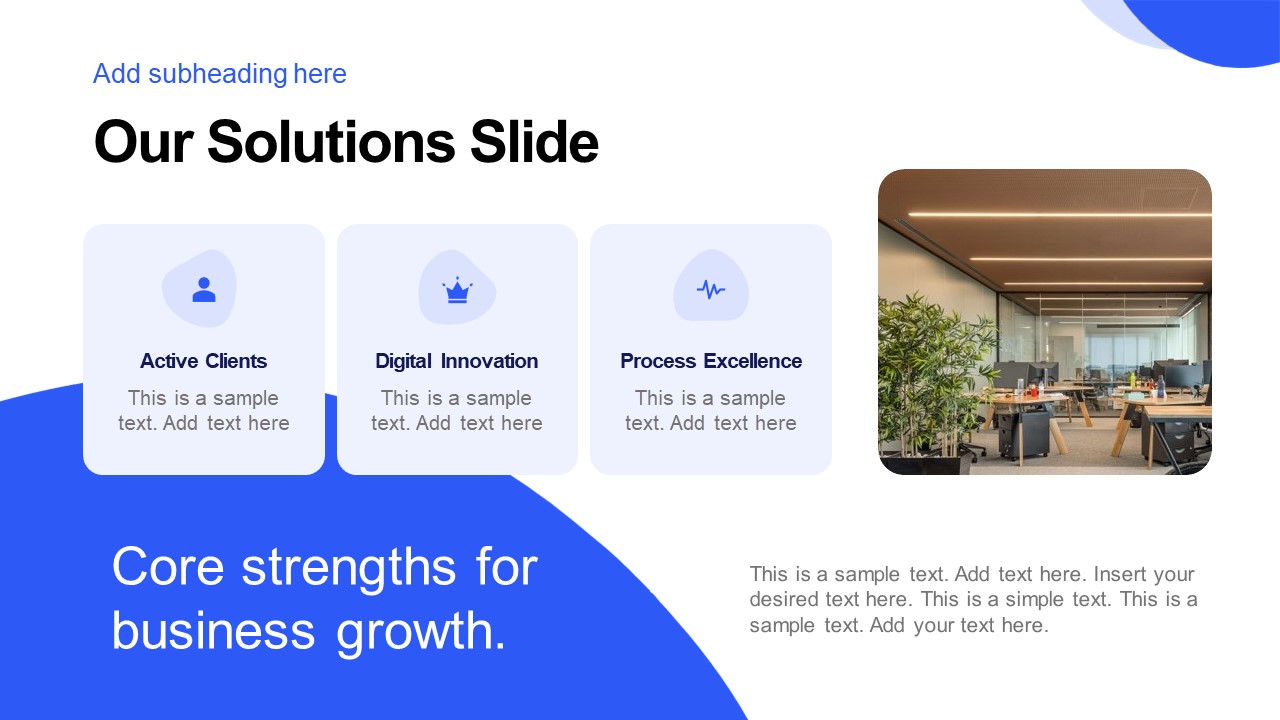 Add subheading here
Our Solutions Slide
Active Clients
This is a sample
text. Add text here
Digital Innovation
This is a sample
text. Add text here
Process Excellence
This is a sample
text. Add text here
Core strengths for
business growth.
This is a sample text. Add text here. Insert your
desired text here. This is a simple text. This is a
sample text. Add your text here.